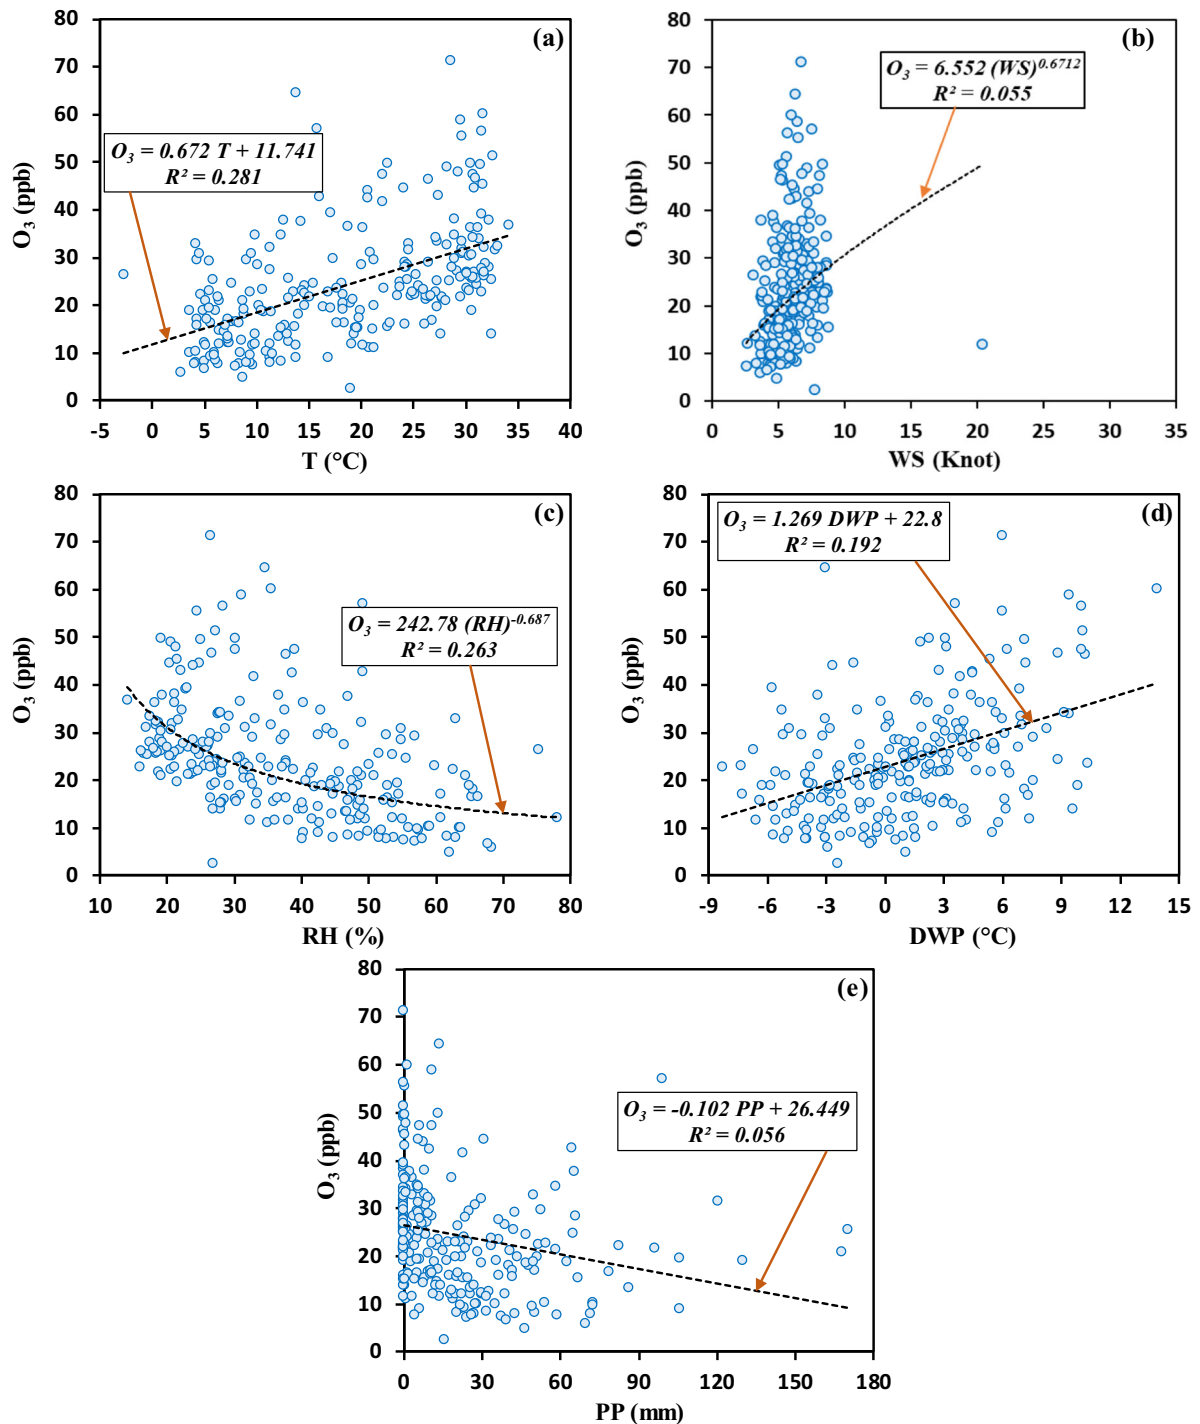 (a)
80
70
60
50
40
30
20
10
0
O₃ (ppb)
O₃ = 0.672 T + 11.741
R² = 0.281
-5 0 5 10 15 20 25 30 35 40
T (°C)
(b)
80
70
60
50
40
30
20
10
0
O₃ (ppb)
O₃ = 6.552 (WS)^0.6712
R² = 0.055
0 5 10 15 20 25 30 35
WS (Knot)
(c)
80
70
60
50
40
30
20
10
0
O₃ (ppb)
O₃ = 242.78 (RH)^-0.687
R² = 0.263
10 20 30 40 50 60 70 80
RH (%)
(d)
80
70
60
50
40
30
20
10
0
O₃ (ppb)
O₃ = 1.269 DWP + 22.8
R² = 0.192
-9 -6 -3 0 3 6 9 12 15
DWP (°C)
(e)
80
70
60
50
40
30
20
10
0
O₃ (ppb)
O₃ = -0.102 PP + 26.449
R² = 0.056
0 30 60 90 120 150 180
PP (mm)